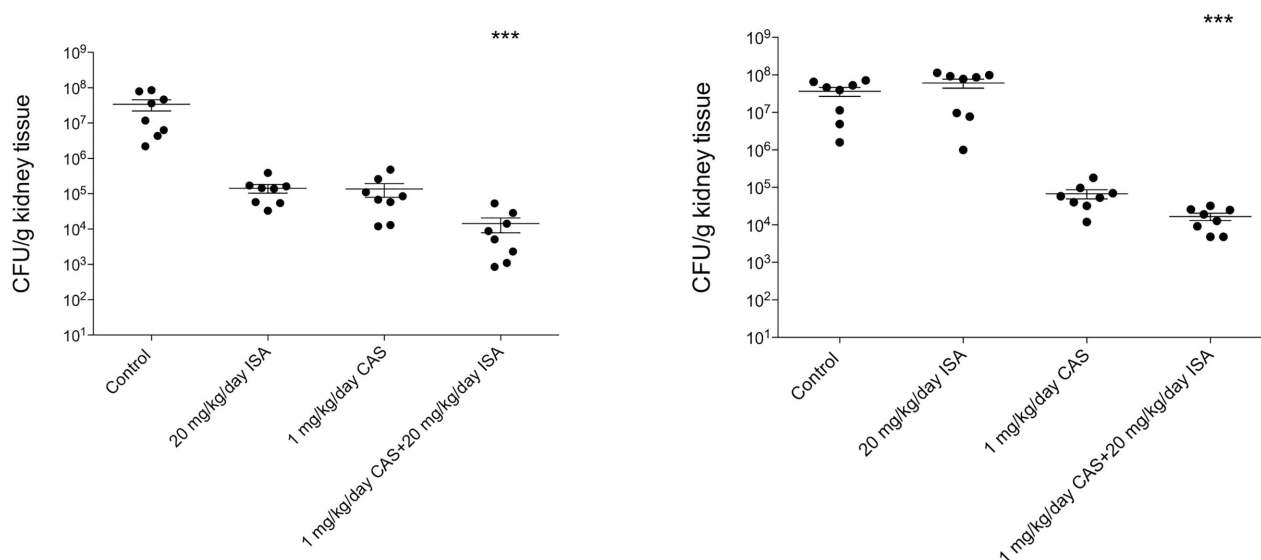 ***
CFU/g kidney tissue
10⁹
10⁸
10⁷
10⁶
10⁵
10⁴
10³
10²
10¹
Control
20 mg/kg/day ISA
1 mg/kg/day CAS
1 mg/kg/day CAS+20 mg/kg/day ISA
***
CFU/g kidney tissue
10⁹
10⁸
10⁷
10⁶
10⁵
10⁴
10³
10²
10¹
Control
20 mg/kg/day ISA
1 mg/kg/day CAS
1 mg/kg/day CAS+20 mg/kg/day ISA